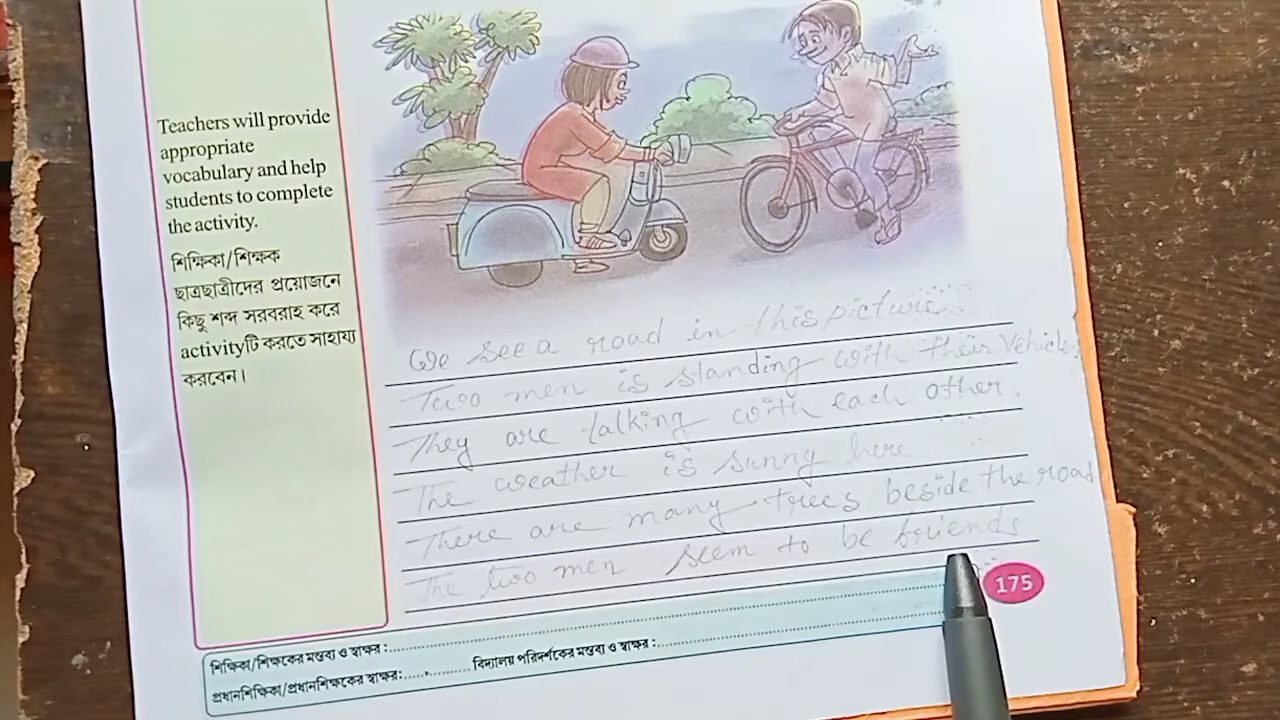 Teachers will provide
appropriate
vocabulary and help
students to complete
the activity.
শিক্ষিকা/শিক্ষক
ছাত্রছাত্রীদের প্রয়োজনে
কিছু শব্দ সরবরাহ করে
activityটি করতে সাহায্য
করবেন।
We see a road in this picture.
Two men is standing with their Vehicle
They are talking with each other.
The weather is sunny here
There are many trees beside the road
The two men seem to be friends
175
শিক্ষিকা/শিক্ষকের মন্তব্য ও স্বাক্ষর :
প্রধানশিক্ষিকা/প্রধানশিক্ষকের স্বাক্ষর: বিদ্যালয় পরিদর্শকের মন্তব্য ও স্বাক্ষর :